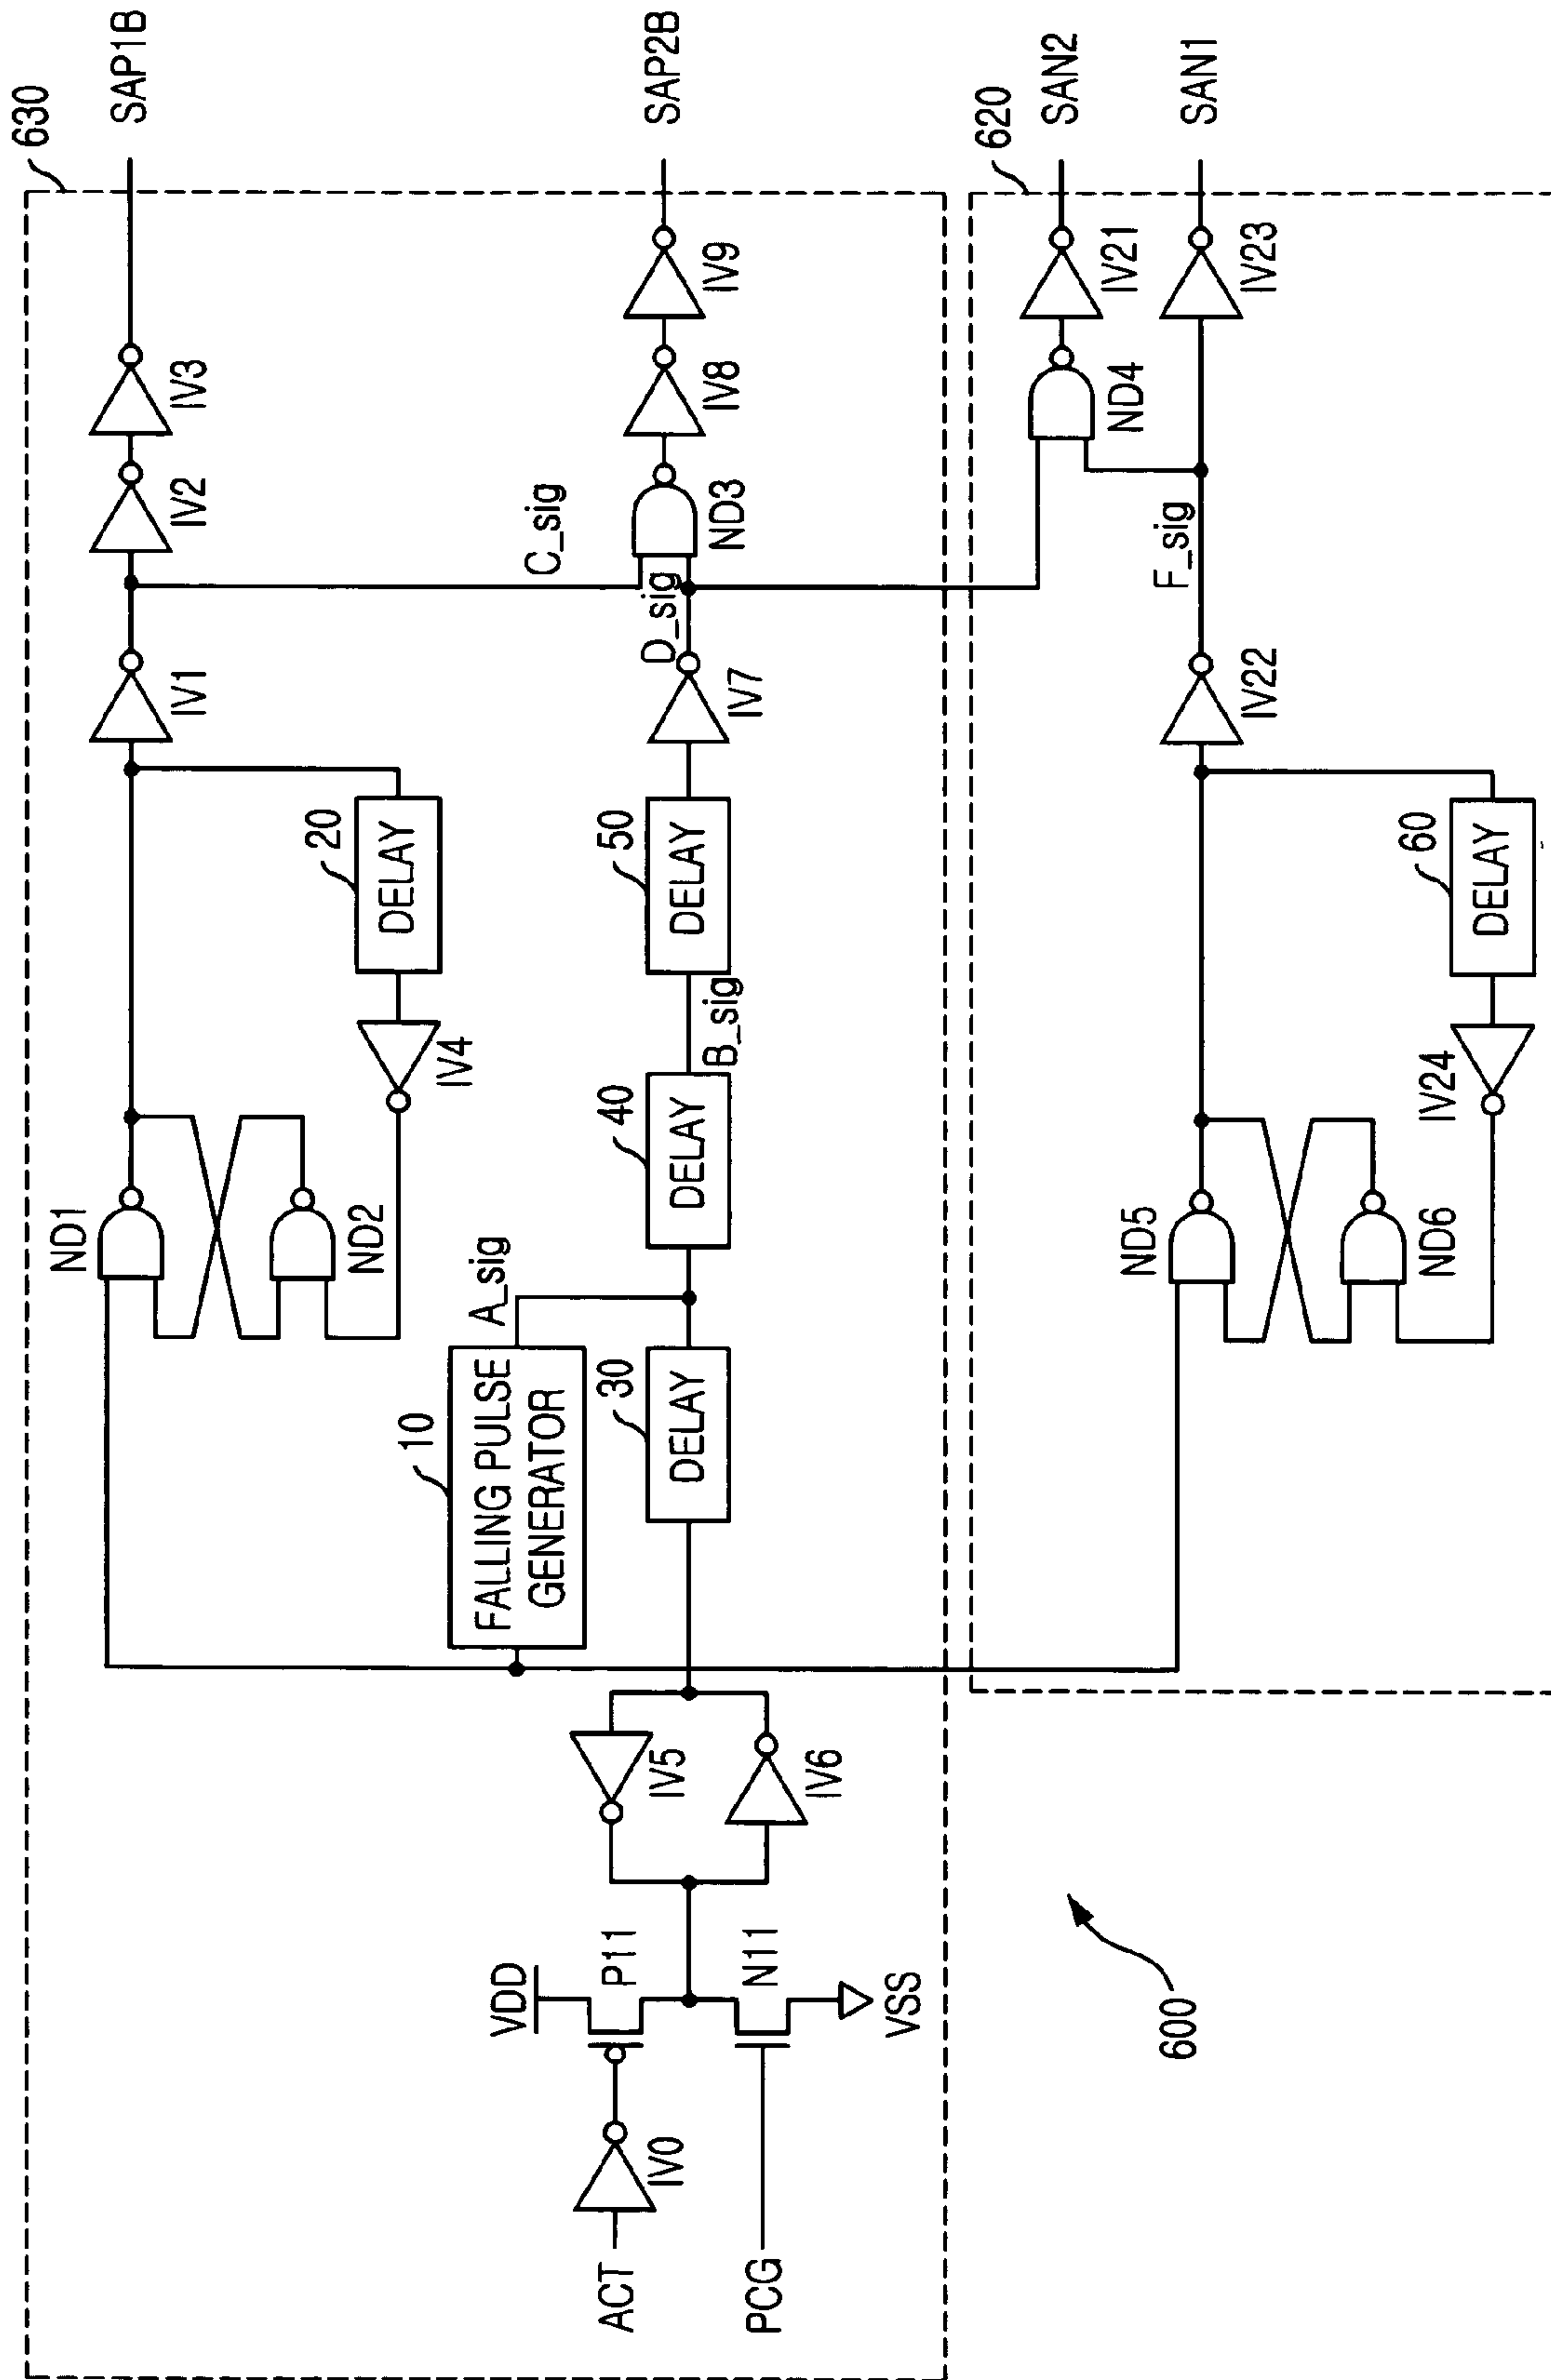 630
SAP1B
IV3
IV2
IV1
20
DELAY
IV4
ND1
ND2
SAP2B
IV9
IV8
ND3
C_sig
D_sig
IV7
50
DELAY
B_sig
40
DELAY
A_sig
10
FALLING PULSE
GENERATOR
30
DELAY
IV5
IV6
VDD
P11
N11
VSS
IV0
ACT
PCG
620
SAN2
SAN1
IV21
IV23
ND4
F_sig
IV22
60
DELAY
IV24
ND5
ND6
600